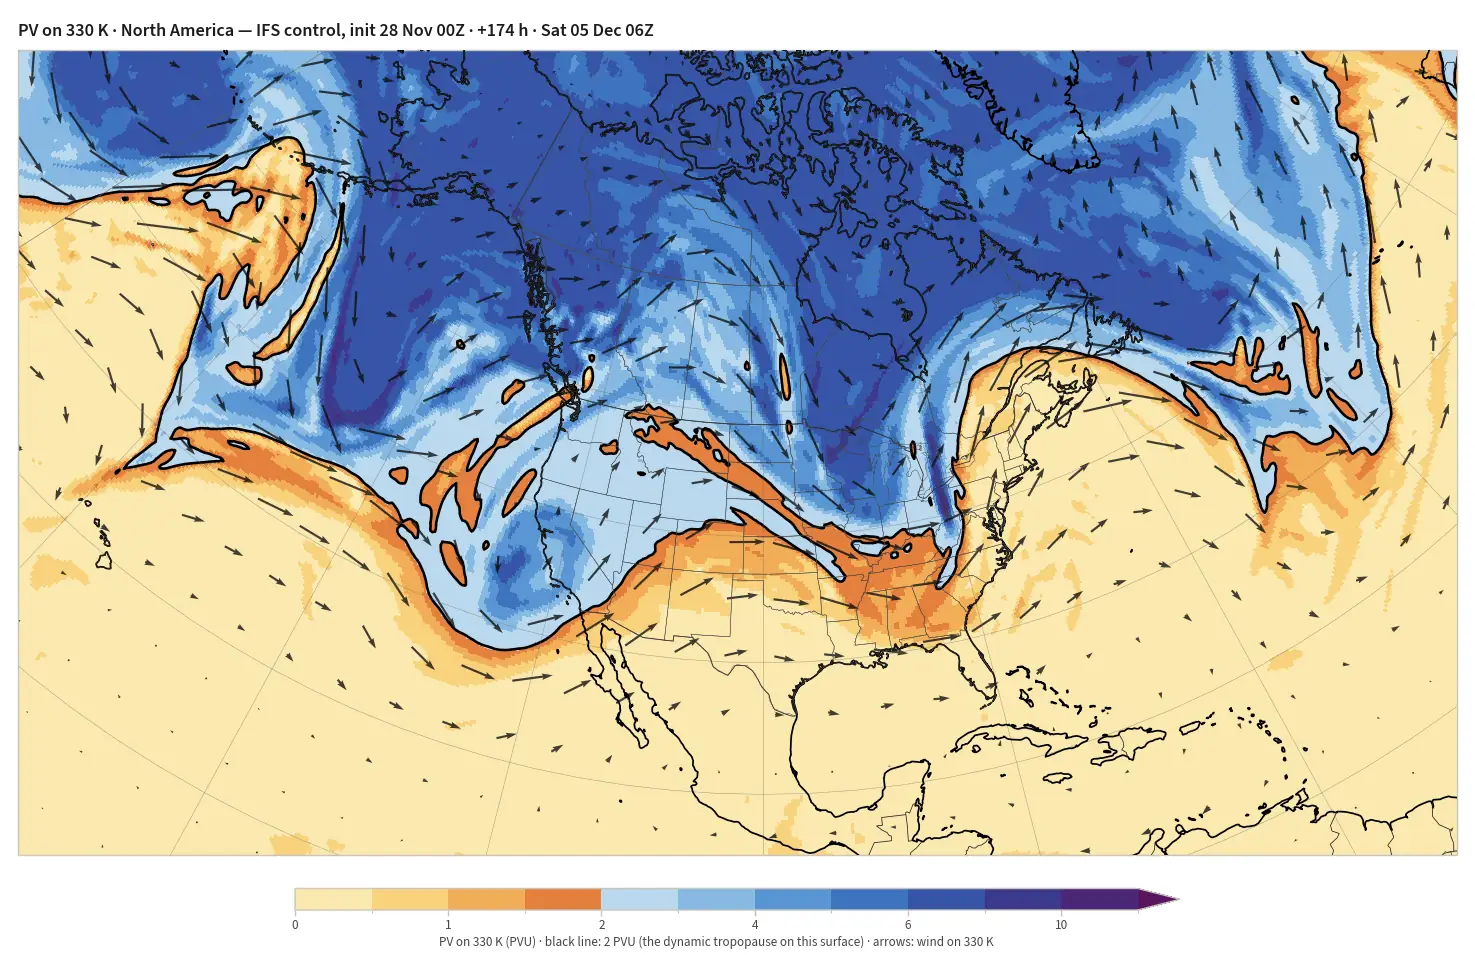 PV on 330 K · North America — IFS control, init 28 Nov 00Z · +174 h · Sat 05 Dec 06Z
0 1 2 4 6 10
PV on 330 K (PVU) · black line: 2 PVU (the dynamic tropopause on this surface) · arrows: wind on 330 K